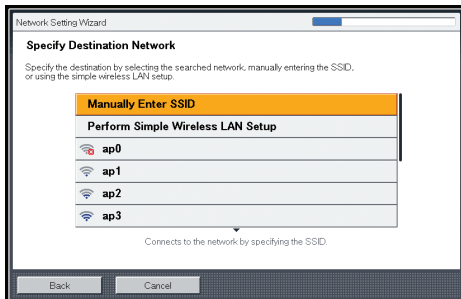 Network Setting Wizard
Specify Destination Network
Specify the destination by selecting the searched network, manually entering the SSID,
or using the simple wireless LAN setup.
Manually Enter SSID
Perform Simple Wireless LAN Setup
ap0
ap1
ap2
ap3
Connects to the network by specifying the SSID.
Back
Cancel